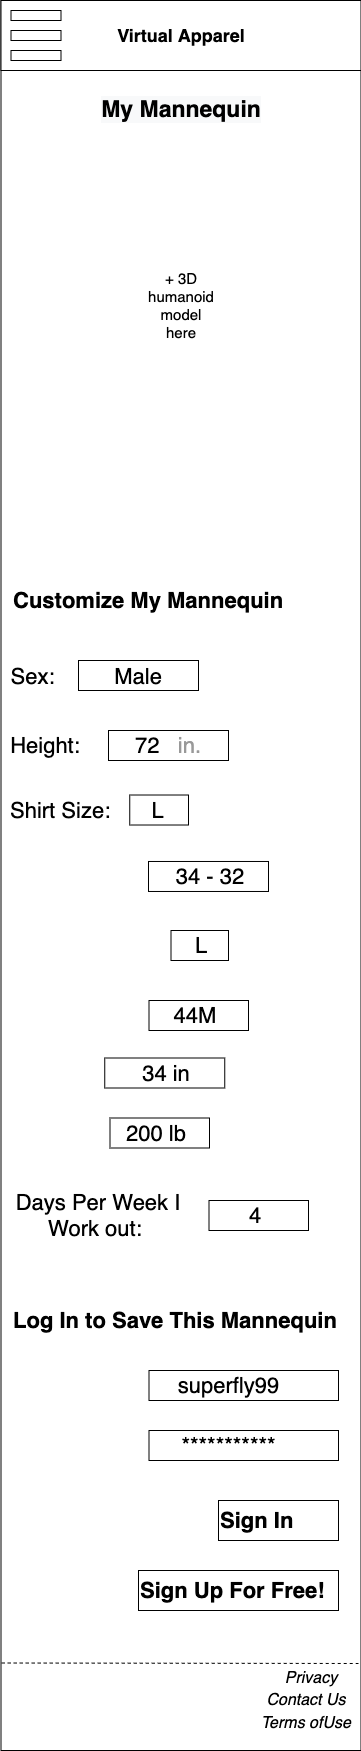 Virtual Apparel
My Mannequin
+ 3D
humanoid
model
here
Customize My Mannequin
Sex: Male
Height: 72 in.
Shirt Size: L
34 - 32
L
44M
34 in
200 lb
Days Per Week I
Work out: 4
Log In to Save This Mannequin
superfly99
***********
Sign In
Sign Up For Free!
Privacy
Contact Us
Terms ofUse